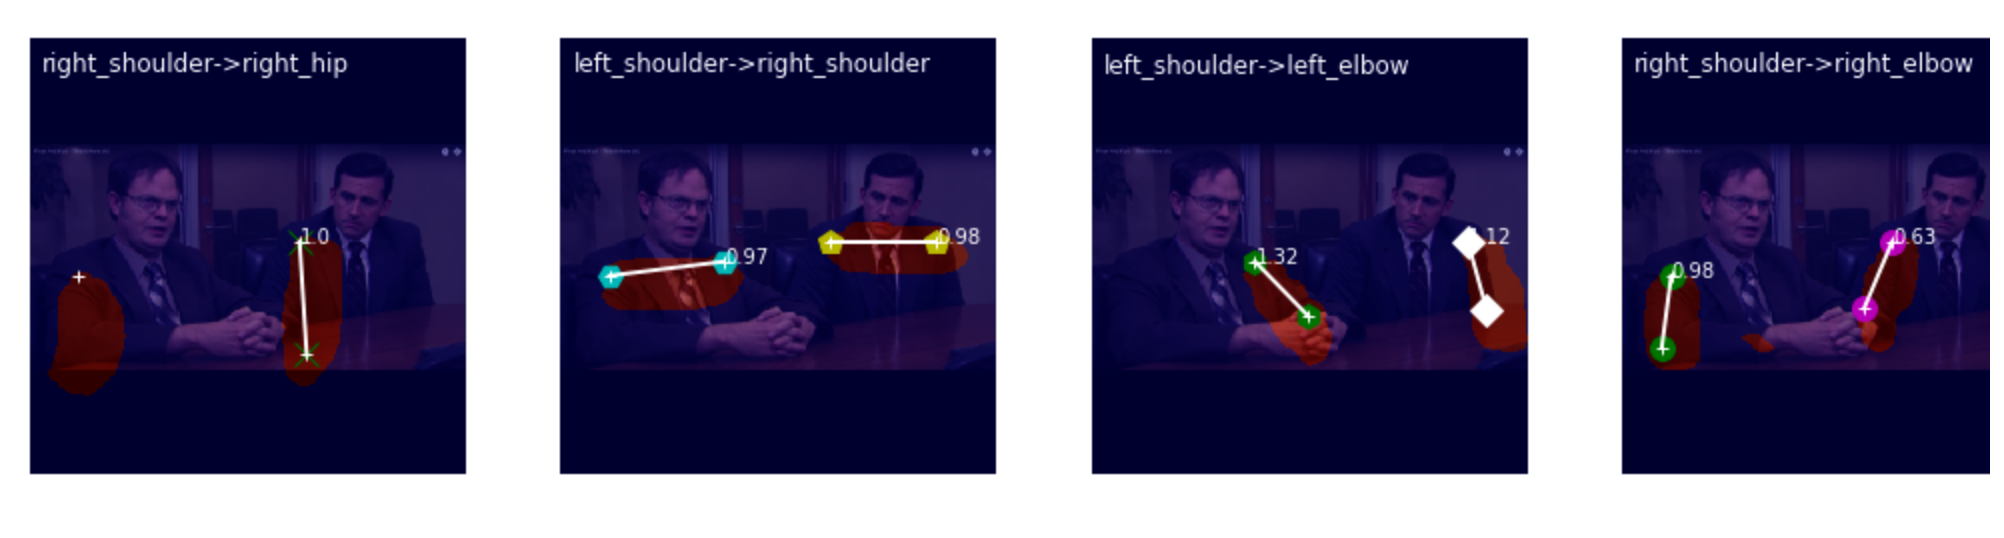 right_shoulder->right_hip
1.0
left_shoulder->right_shoulder
0.97
0.98
left_shoulder->left_elbow
1.32
.12
right_shoulder->right_elbow
0.98
0.63